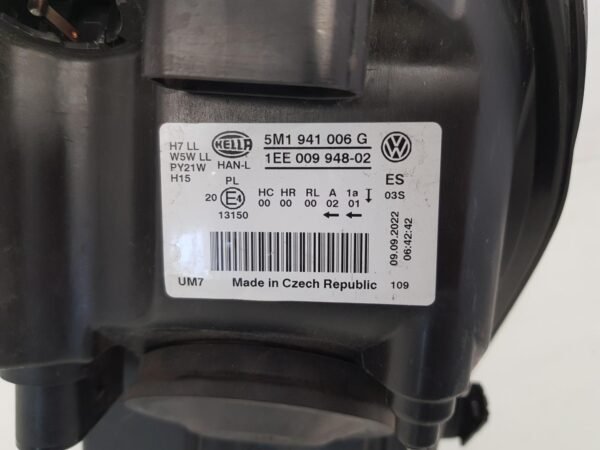 H7 LL
W5W LL
PY21W
H15
HELLA
HAN-L
5M1 941 006 G
1EE 009 948-02
VW
ES
03S
PL
20 E4
13150
HC HR RL A 1a
00 00 00 02 01
09.09.2022
06:42:42
UM7 Made in Czech Republic 109